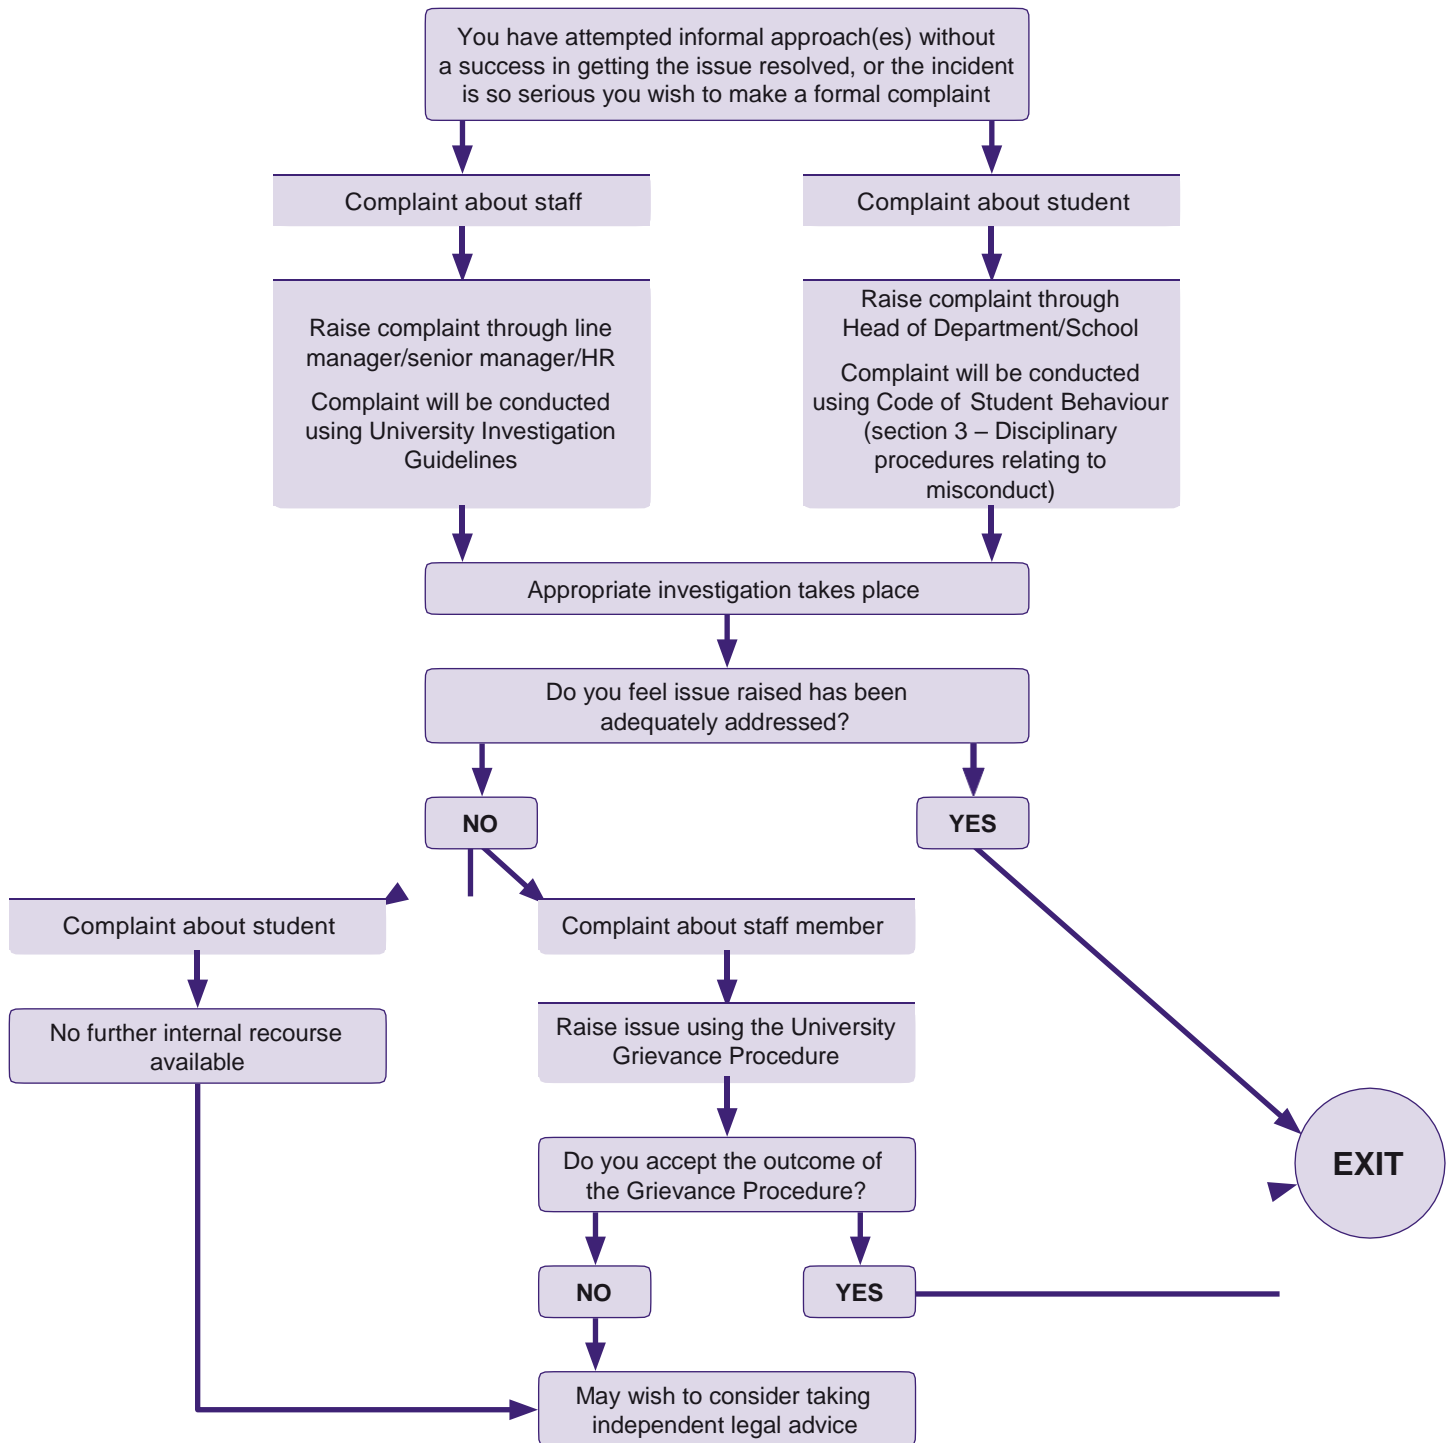 You have attempted informal approach(es) without
a success in getting the issue resolved, or the incident
is so serious you wish to make a formal complaint
Complaint about staff
Complaint about student
Raise complaint through line
manager/senior manager/HR
Complaint will be conducted
using University Investigation
Guidelines
Raise complaint through
Head of Department/School
Complaint will be conducted
using Code of Student Behaviour
(section 3 – Disciplinary
procedures relating to
misconduct)
Appropriate investigation takes place
Do you feel issue raised has been
adequately addressed?
NO
YES
Complaint about student
Complaint about staff member
No further internal recourse
available
Raise issue using the University
Grievance Procedure
Do you accept the outcome of
the Grievance Procedure?
EXIT
NO
YES
May wish to consider taking
independent legal advice